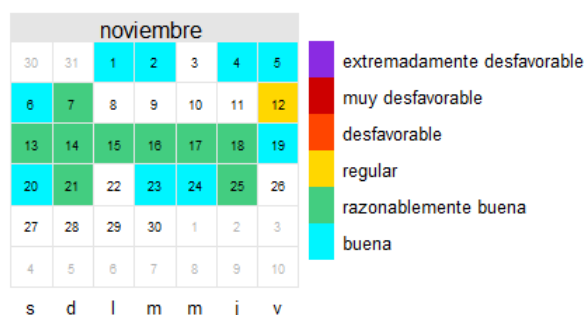 noviembre
30 31 1 2 3 4 5
6 7 8 9 10 11 12
13 14 15 16 17 18 19
20 21 22 23 24 25 26
27 28 29 30 1 2 3
4 5 6 7 8 9 10
s d l m m j v
extremadamente desfavorable
muy desfavorable
desfavorable
regular
razonablemente buena
buena